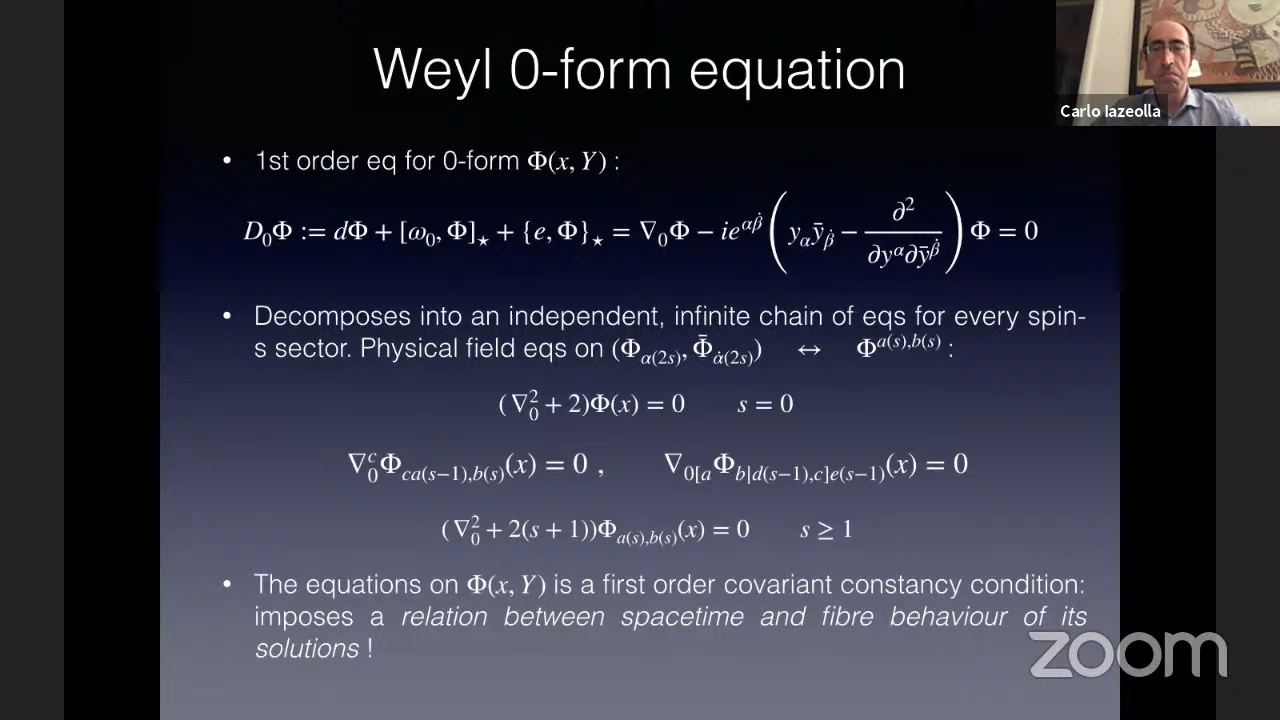 Weyl 0-form equation
Carlo Iazeolla
• 1st order eq for 0-form Φ(x, Y) :
D₀Φ := dΦ + [ω₀, Φ]⋆ + {e, Φ}⋆ = ∇₀Φ − ie^{αβ̇} ( y_α ȳ_β̇ − ∂² / ∂y^α ∂ȳ^β̇ ) Φ = 0
• Decomposes into an independent, infinite chain of eqs for every spin-
s sector. Physical field eqs on (Φ_{α(2s)}, Φ̄_{α̇(2s)}) ↔ Φ^{a(s),b(s)} :
(∇₀² + 2)Φ(x) = 0 s = 0
∇₀^c Φ_{ca(s−1),b(s)}(x) = 0 , ∇_{0[a}Φ_{b|d(s−1),c]e(s−1)}(x) = 0
(∇₀² + 2(s + 1))Φ_{a(s),b(s)}(x) = 0 s ≥ 1
• The equations on Φ(x, Y) is a first order covariant constancy condition:
imposes a relation between spacetime and fibre behaviour of its
solutions !
zoom